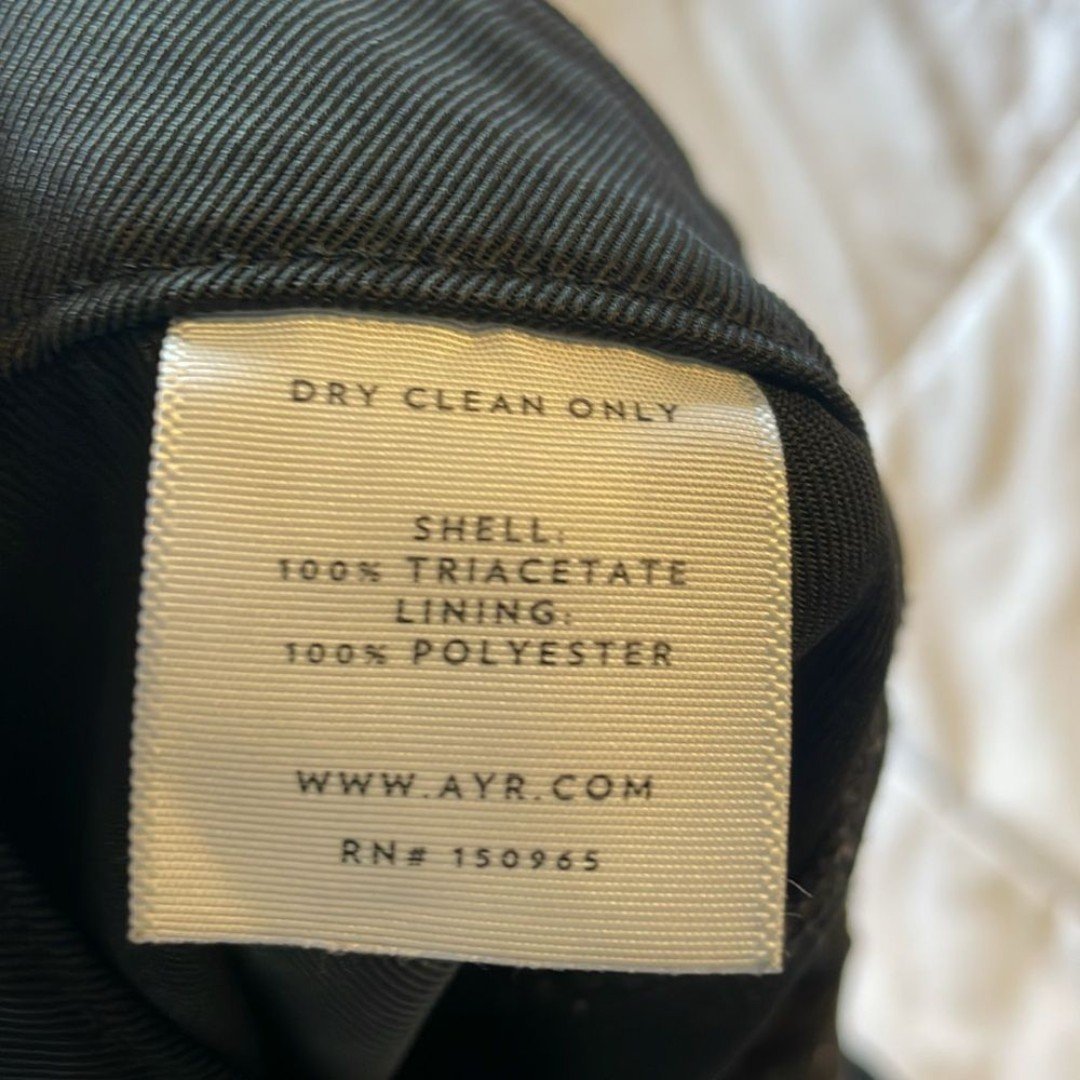 DRY CLEAN ONLY
SHELL:
100% TRIACETATE
LINING:
100% POLYESTER
WWW.AYR.COM
RN# 150965